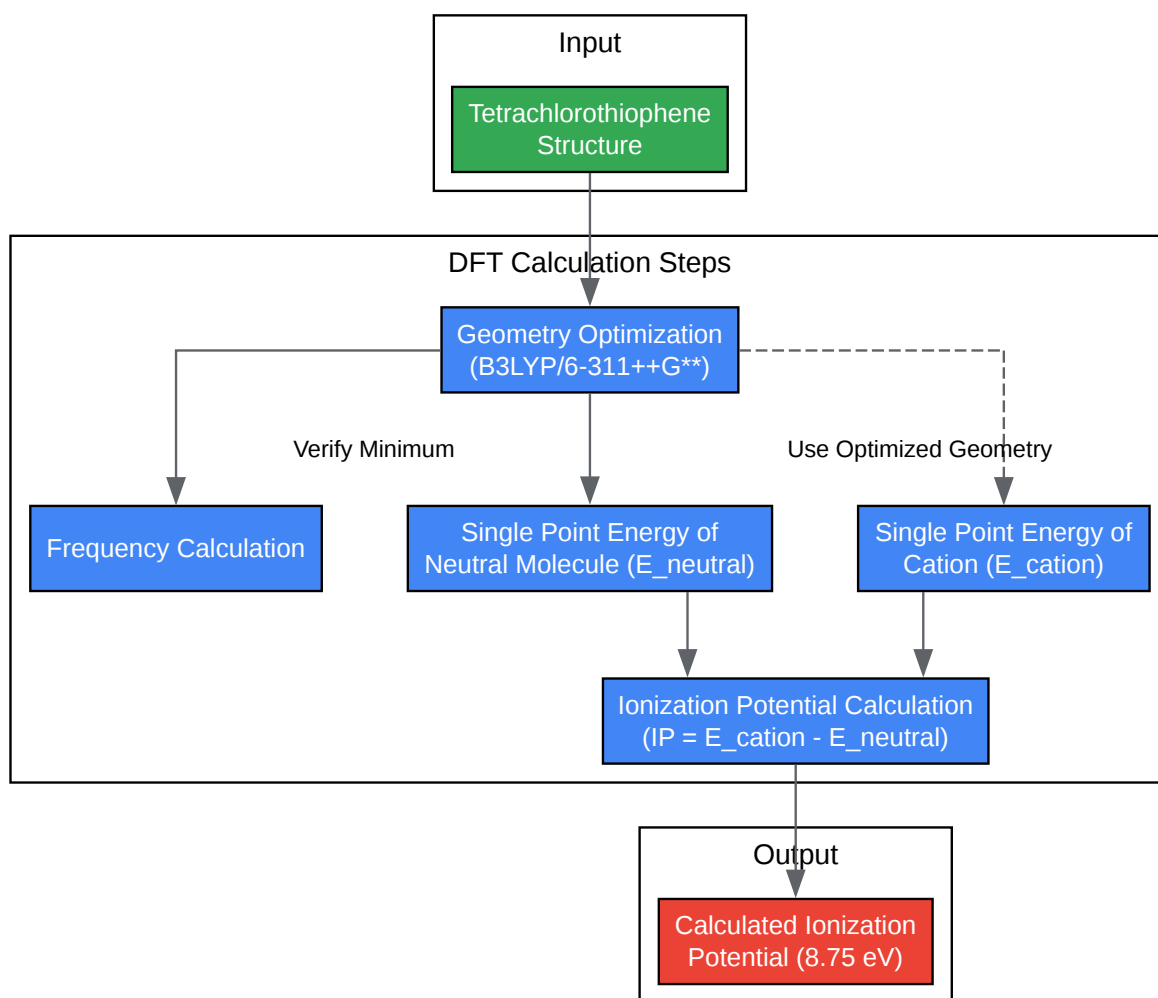 Input
Tetrachlorothiophene
Structure
DFT Calculation Steps
Geometry Optimization
(B3LYP/6-311++G**)
Verify Minimum
Use Optimized Geometry
Frequency Calculation
Single Point Energy of
Neutral Molecule (E_neutral)
Single Point Energy of
Cation (E_cation)
Ionization Potential Calculation
(IP = E_cation - E_neutral)
Output
Calculated Ionization
Potential (8.75 eV)